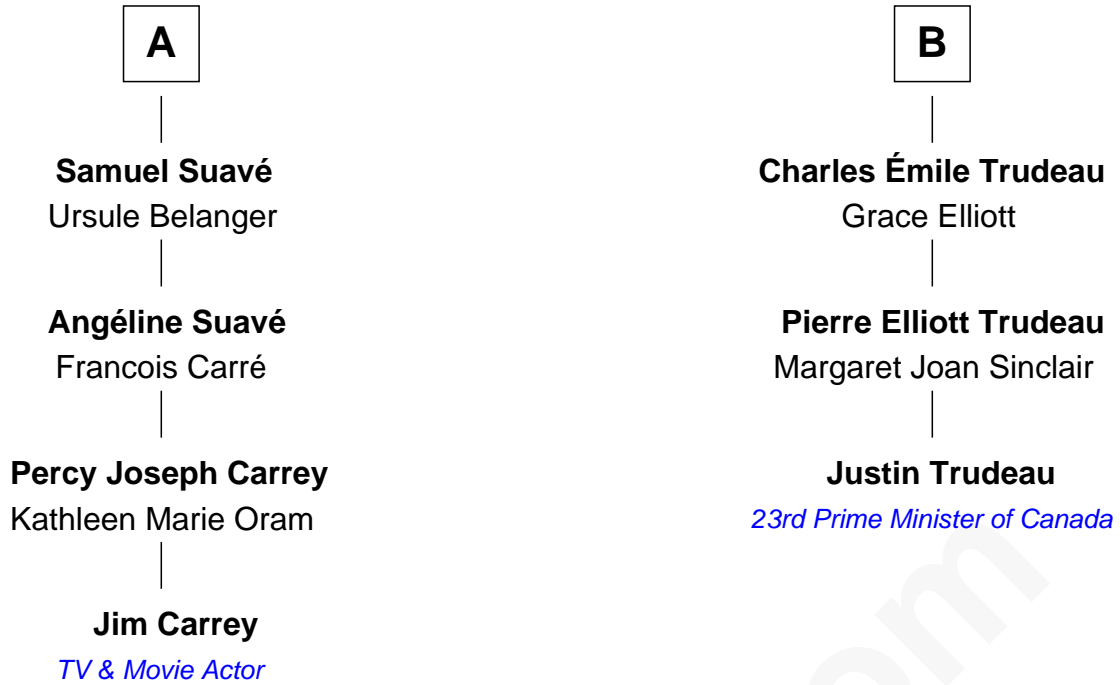 A
Samuel Suavé
Ursule Belanger
Angéline Suavé
Francois Carré
Percy Joseph Carrey
Kathleen Marie Oram
Jim Carrey
TV & Movie Actor
B
Charles Émile Trudeau
Grace Elliott
Pierre Elliott Trudeau
Margaret Joan Sinclair
Justin Trudeau
23rd Prime Minister of Canada
om